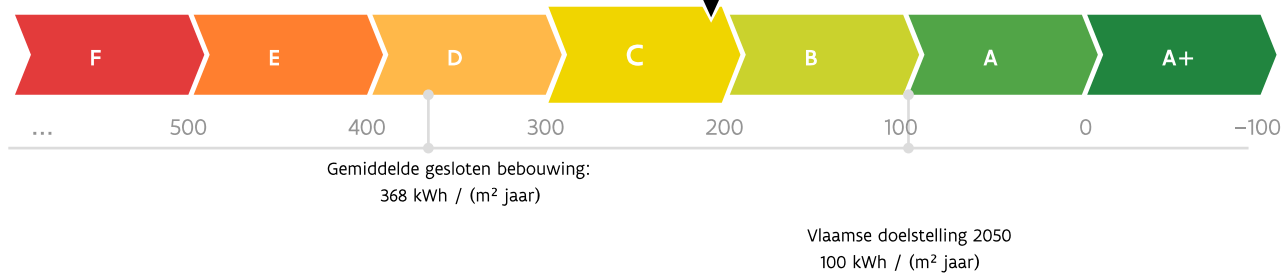 F E D C B A A+
... 500 400 300 200 100 0 −100
Gemiddelde gesloten bebouwing:
368 kWh / (m² jaar)
Vlaamse doelstelling 2050
100 kWh / (m² jaar)